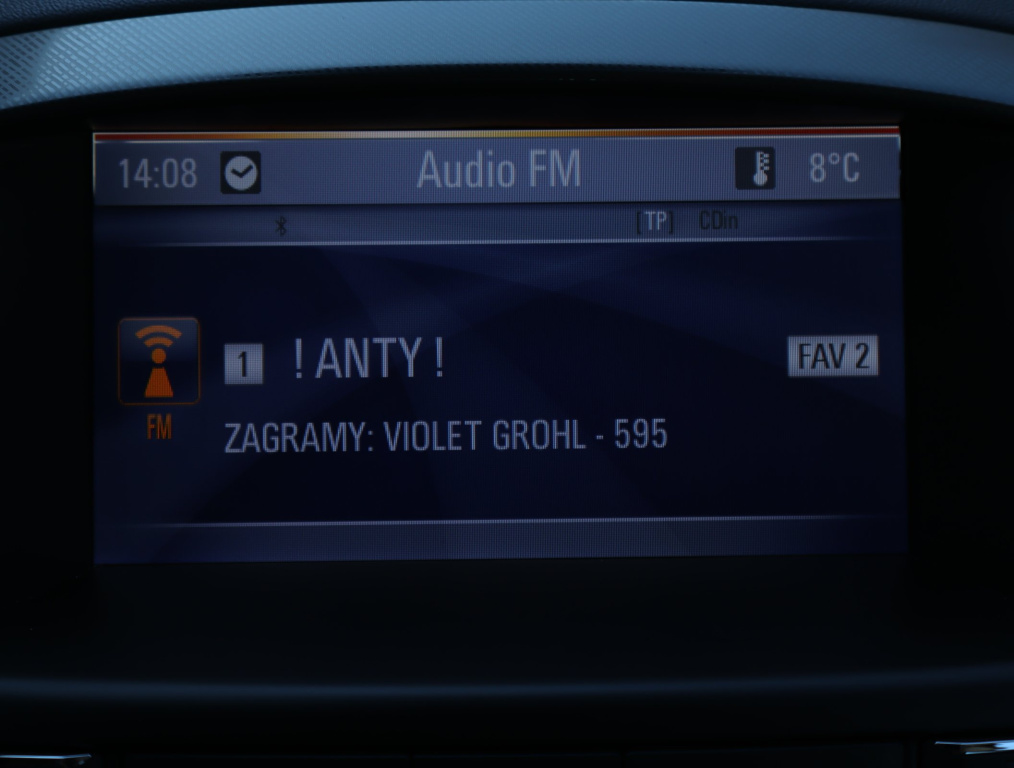 14:08 Audio FM 8°C
[TP] CDin
1 ! ANTY ! FAV 2
FM
ZAGRAMY: VIOLET GROHL - 595